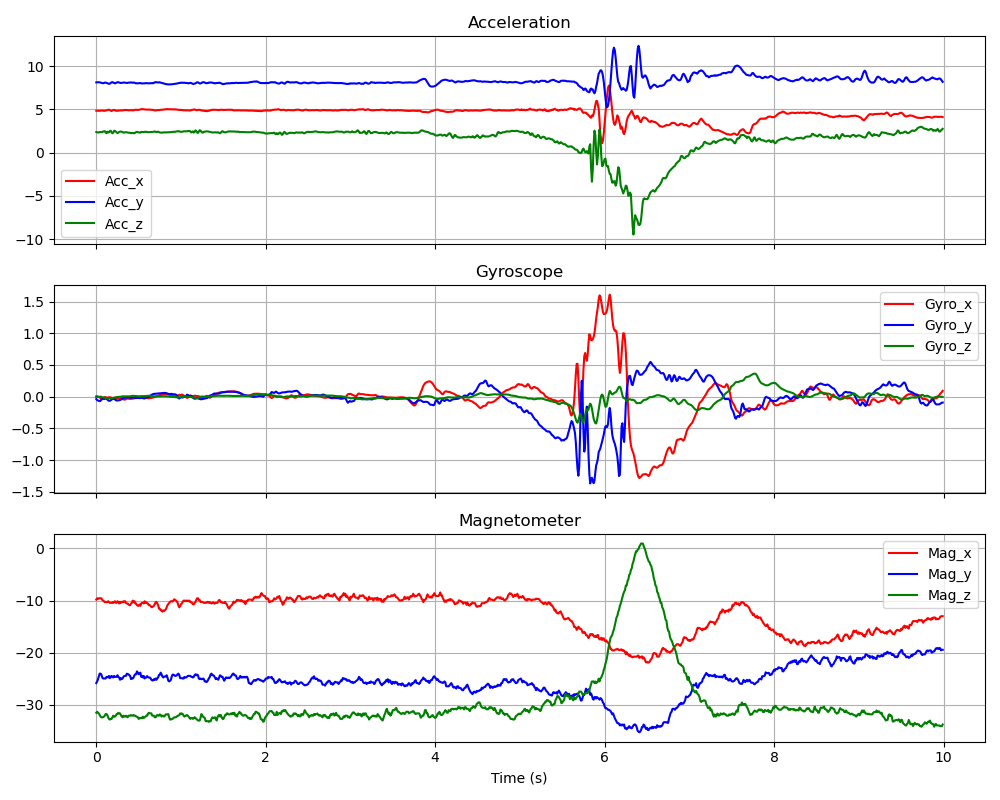 Acceleration
10
5
0
−5
−10
Acc_x
Acc_y
Acc_z
Gyroscope
1.5
1.0
0.5
0.0
−0.5
−1.0
−1.5
Gyro_x
Gyro_y
Gyro_z
Magnetometer
0
−10
−20
−30
Mag_x
Mag_y
Mag_z
0 2 4 6 8 10
Time (s)